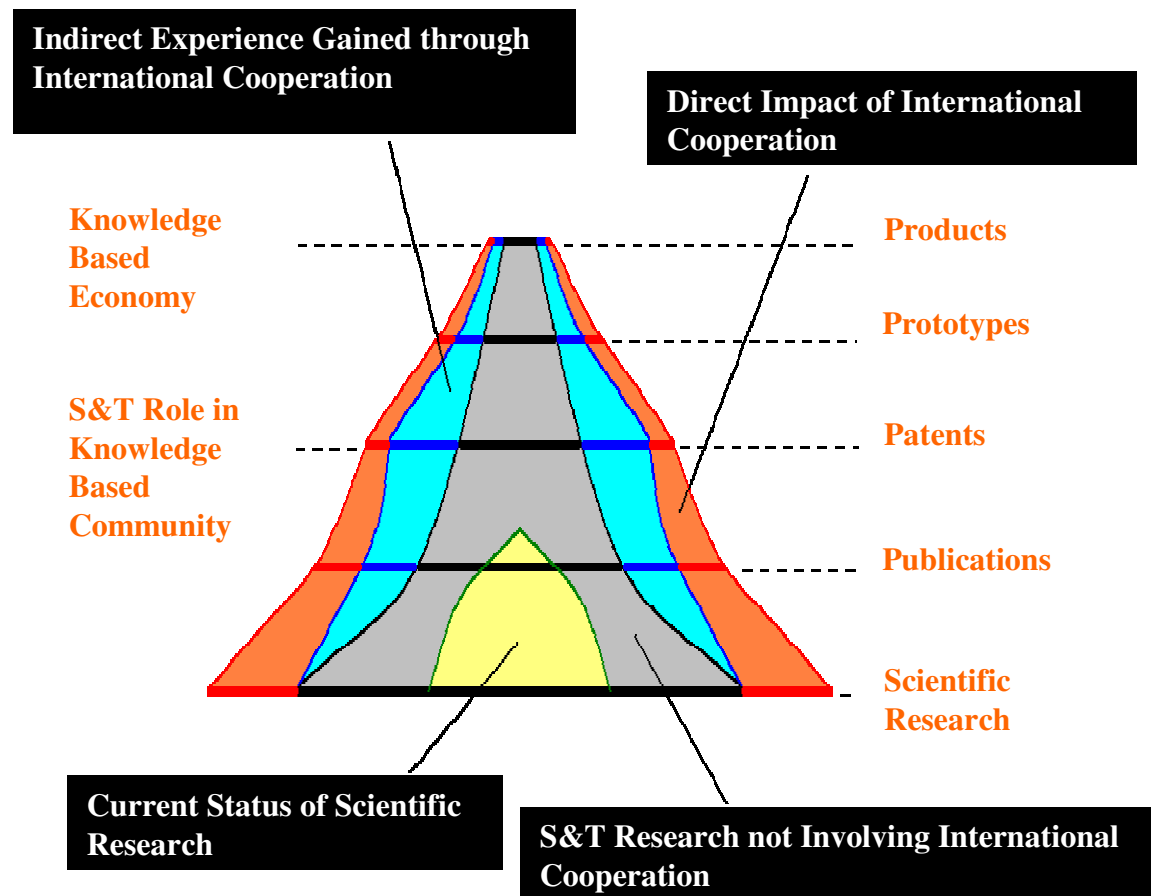 Indirect Experience Gained through
International Cooperation
Direct Impact of International
Cooperation
Knowledge
Based
Economy
Products
Prototypes
S&T Role in
Knowledge
Based
Community
Patents
Publications
Scientific
Research
Current Status of Scientific
Research
S&T Research not Involving International
Cooperation